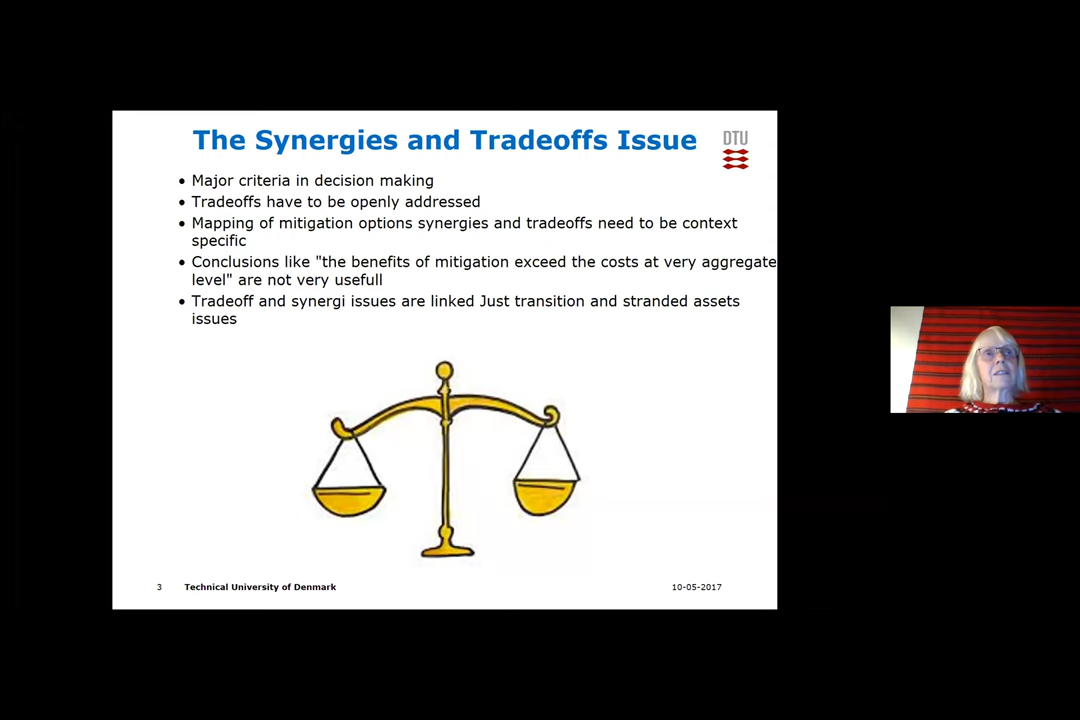 The Synergies and Tradeoffs Issue
DTU
• Major criteria in decision making
• Tradeoffs have to be openly addressed
• Mapping of mitigation options synergies and tradeoffs need to be context
specific
• Conclusions like "the benefits of mitigation exceed the costs at very aggregate
level" are not very usefull
• Tradeoff and synergi issues are linked Just transition and stranded assets
issues
3 Technical University of Denmark 10-05-2017